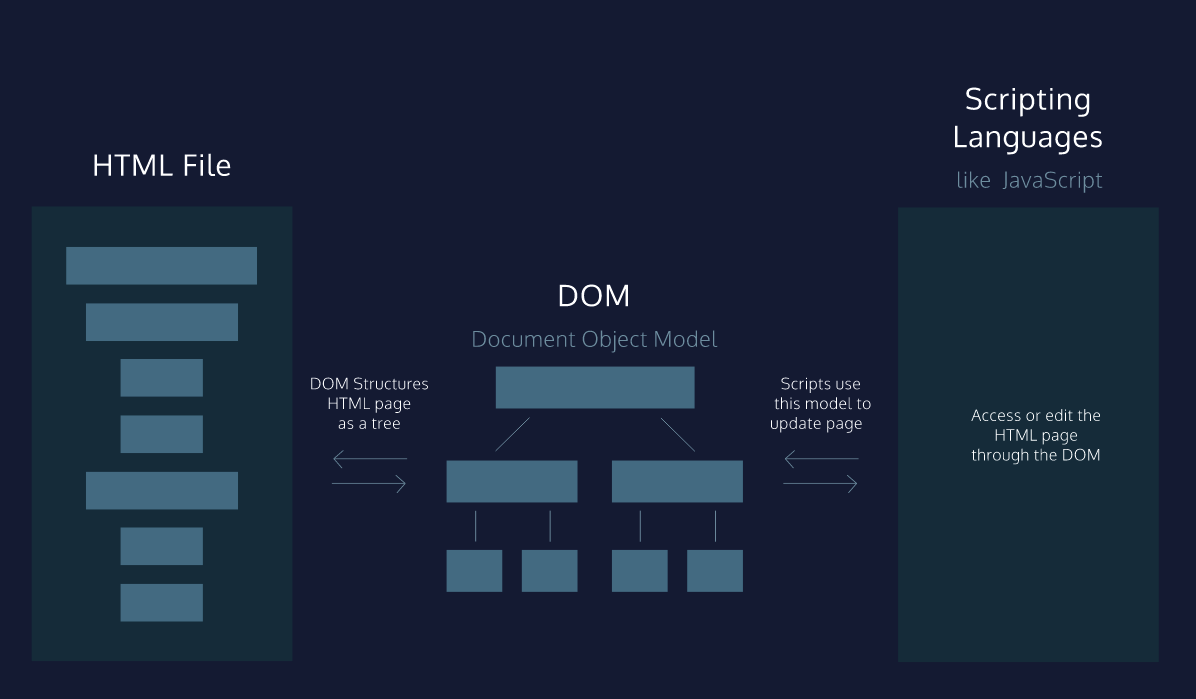 HTML File
DOM Structures
HTML page
as a tree
DOM
Document Object Model
Scripts use
this model to
update page
Scripting
Languages
like JavaScript
Access or edit the
HTML page
through the DOM